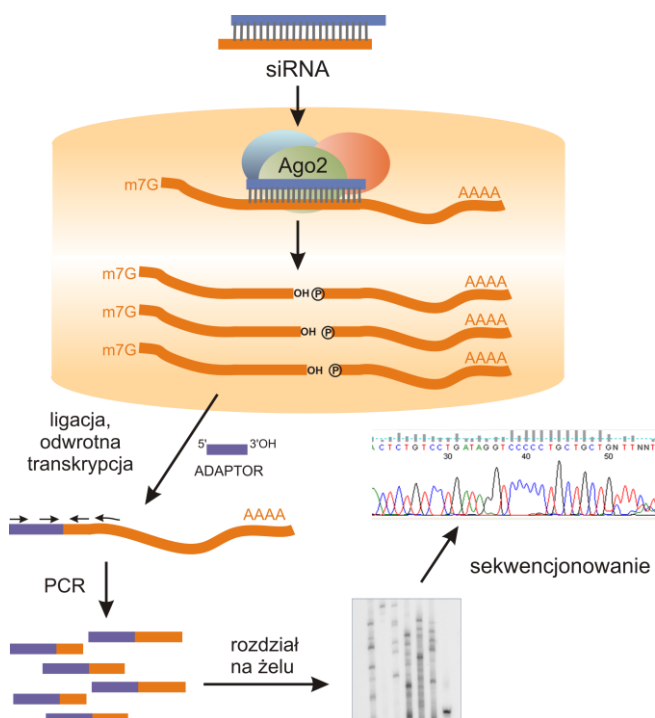 siRNA
Ago2
m7G
AAAA
m7G
OH
P
AAAA
m7G
OH
P
AAAA
m7G
OH
P
AAAA
ligacja,
odwrotna
transkrypcja
5'
3'OH
ADAPTOR
ACTCTGTCCTGATAGGTCCCCCTGCTGCTGNTTNNT
30
40
50
AAAA
sekwencjonowanie
PCR
rozdział
na żelu